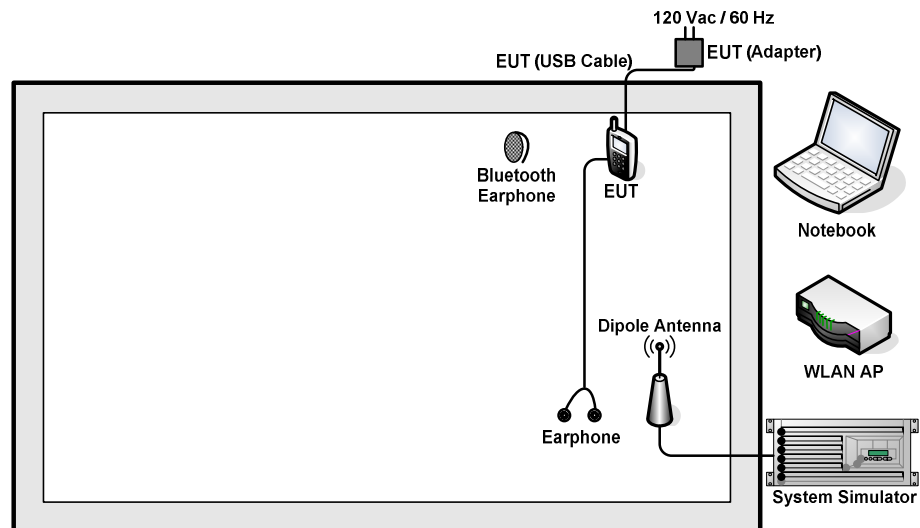 120 Vac / 60 Hz
EUT (Adapter)
EUT (USB Cable)
Bluetooth
Earphone
EUT
Notebook
Dipole Antenna
WLAN AP
Earphone
System Simulator